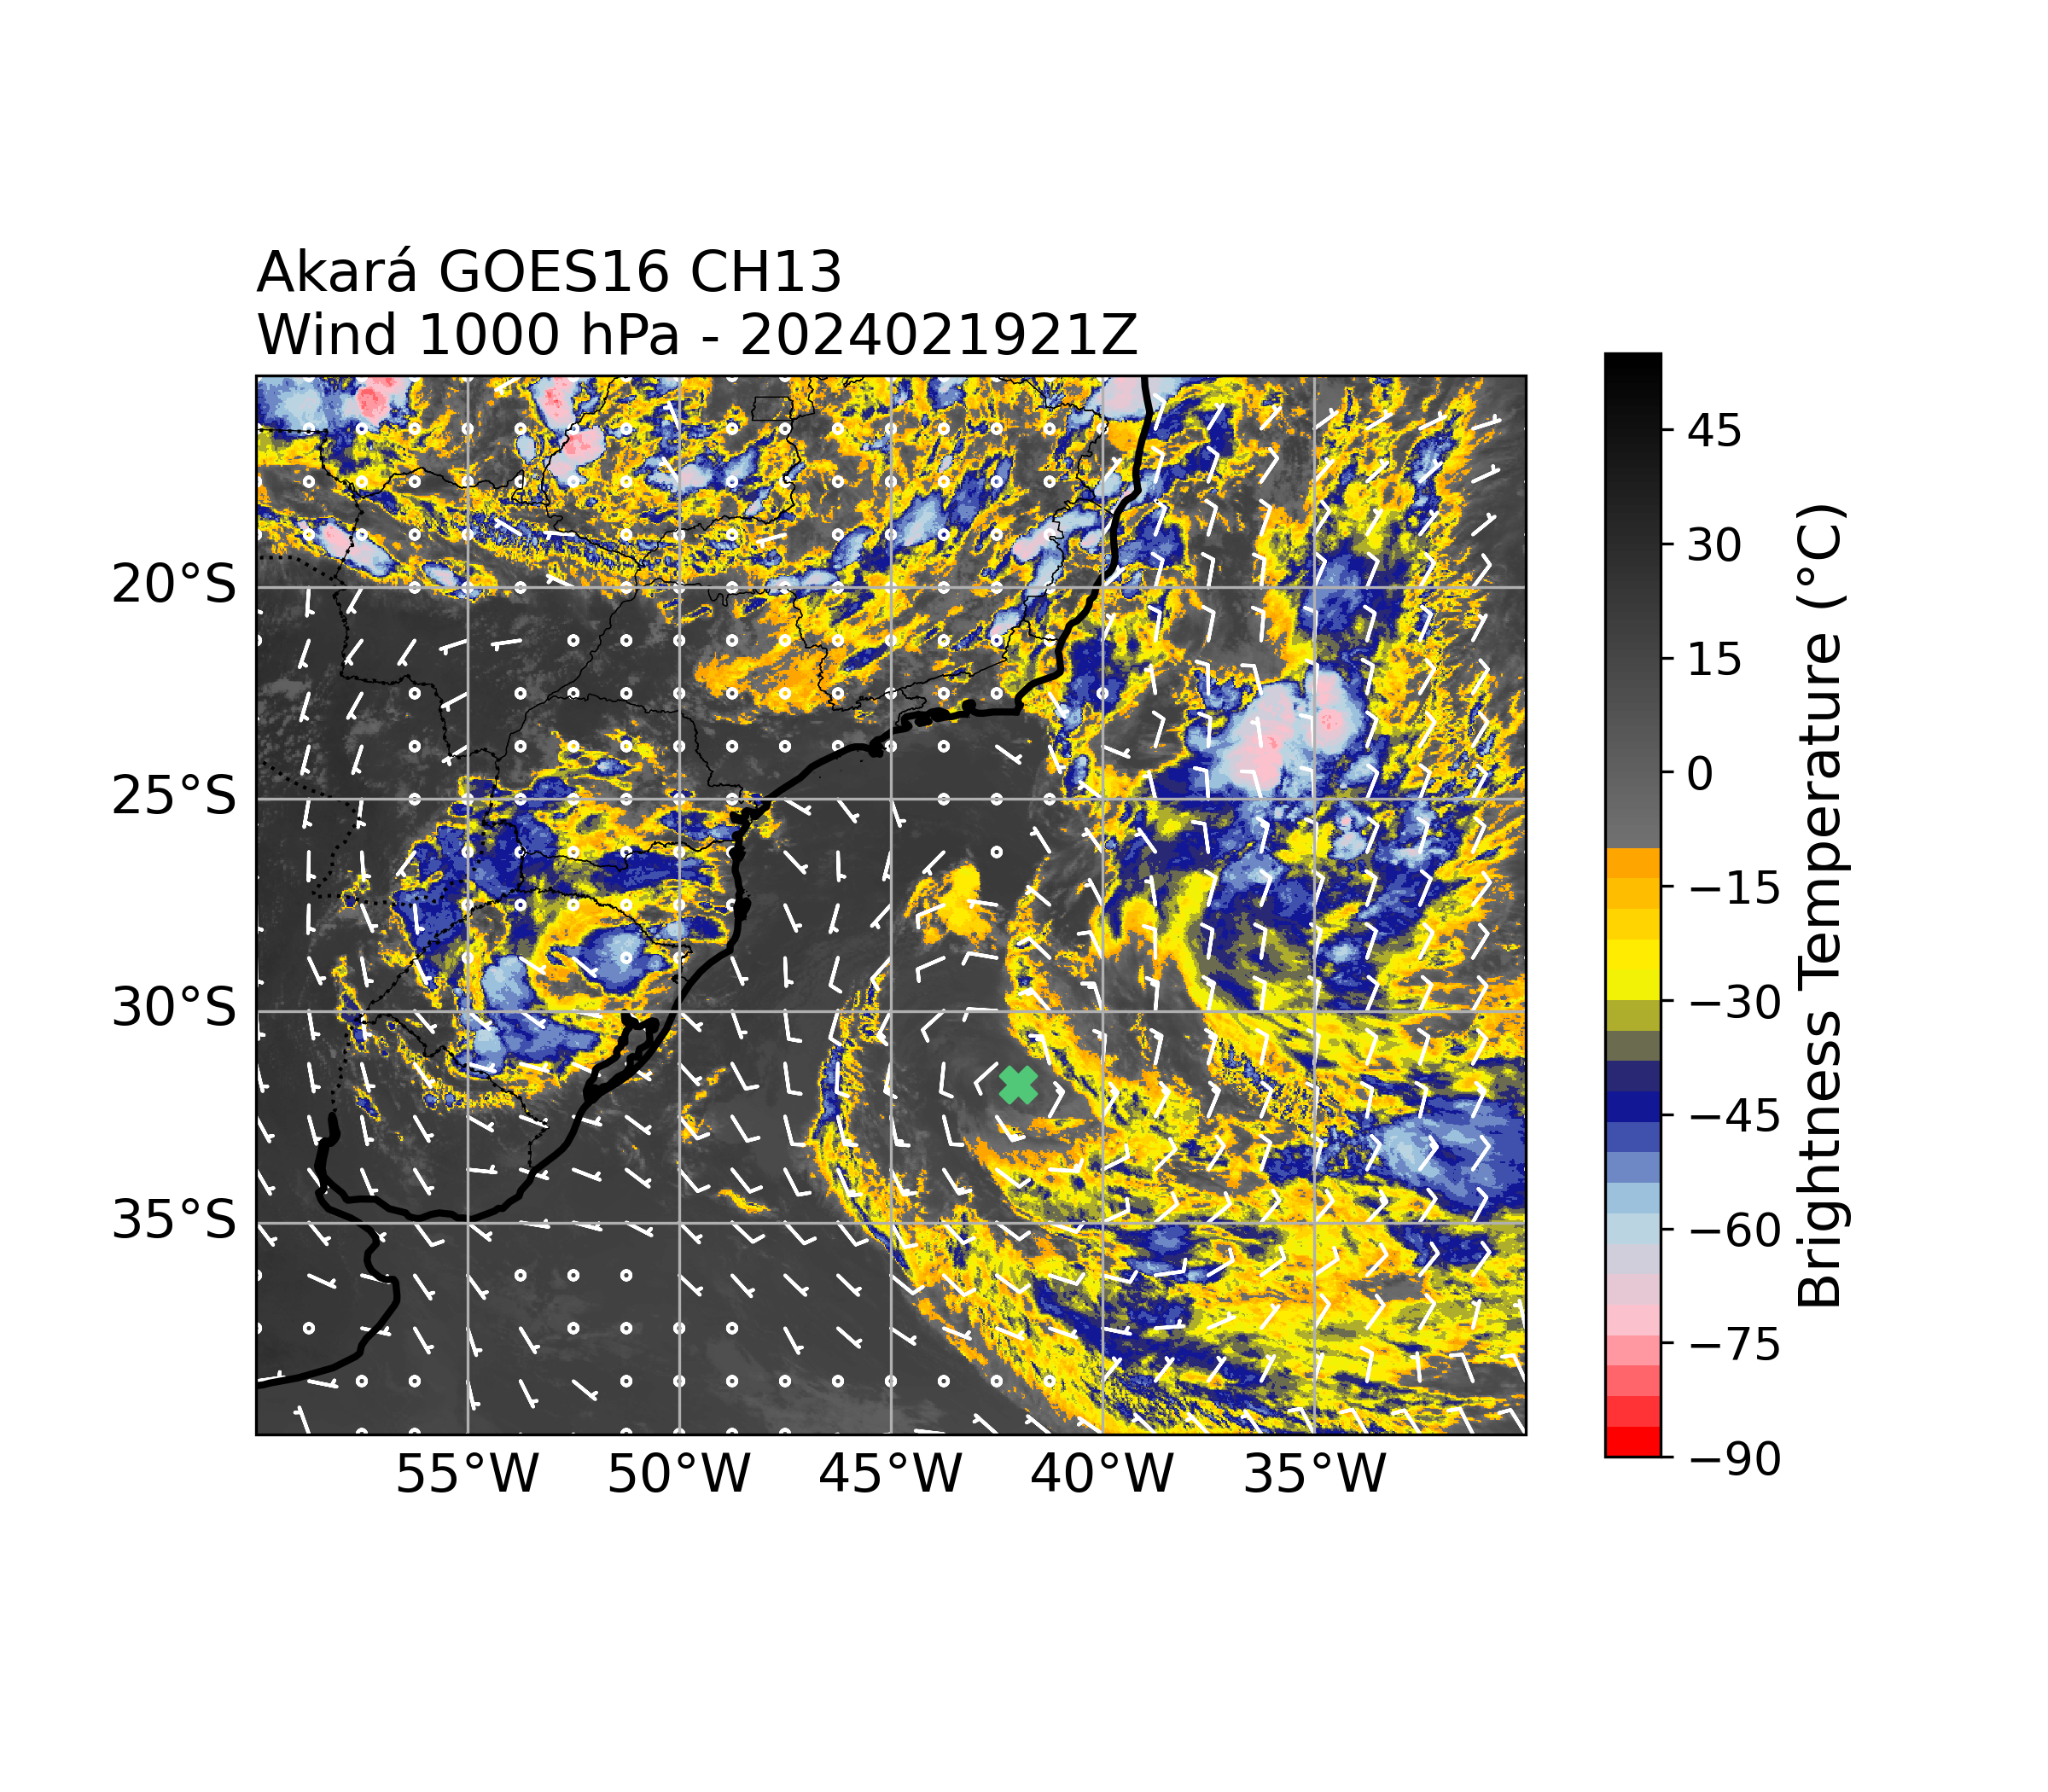 Akará GOES16 CH13
Wind 1000 hPa - 2024021921Z
20°S
25°S
30°S
35°S
55°W
50°W
45°W
40°W
35°W
45
30
15
0
−15
−30
−45
−60
−75
−90
Brightness Temperature (°C)